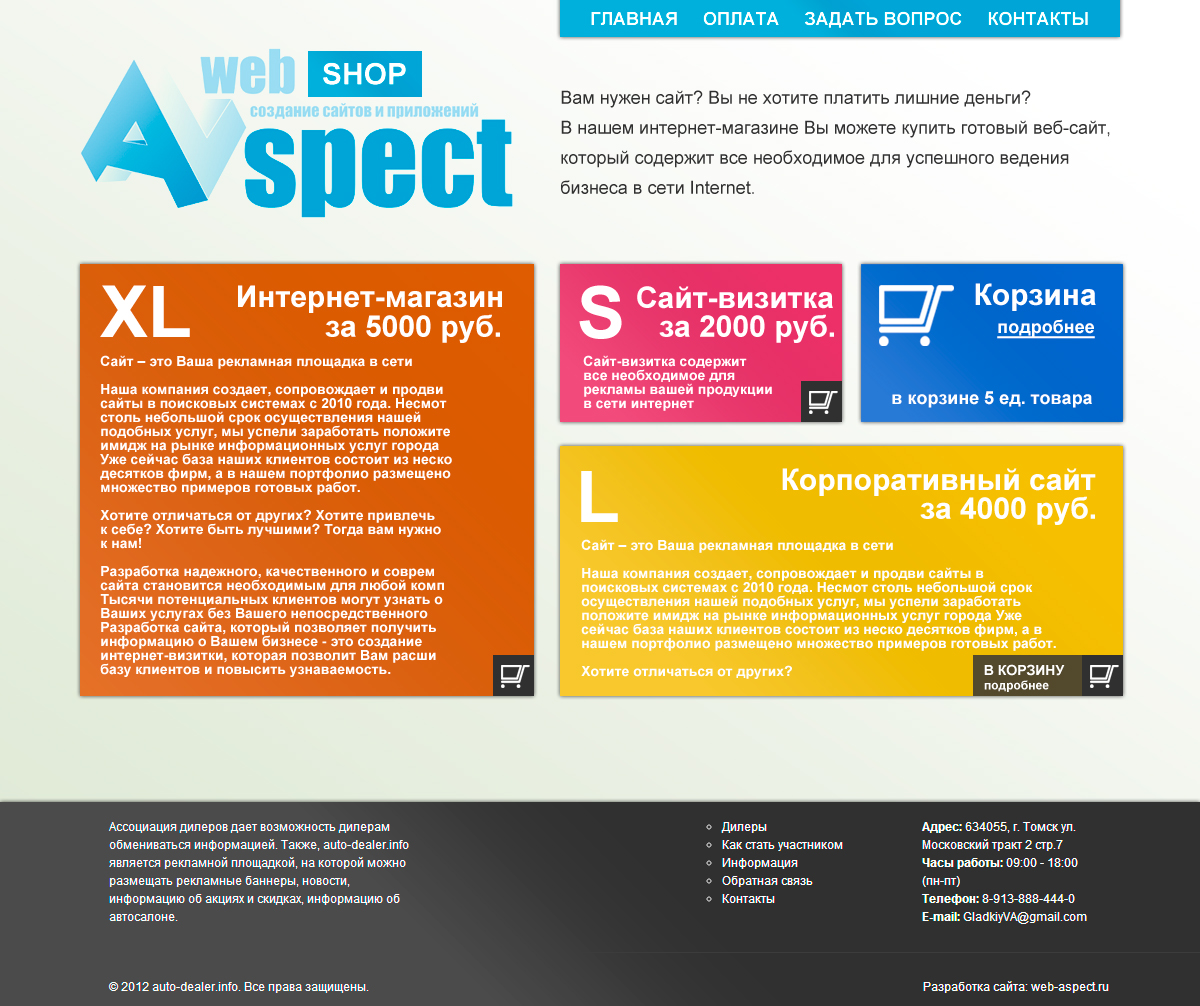 ГЛАВНАЯ ОПЛАТА ЗАДАТЬ ВОПРОС КОНТАКТЫ
web SHOP
создание сайтов и приложений
Aspect
Вам нужен сайт? Вы не хотите платить лишние деньги?
В нашем интернет-магазине Вы можете купить готовый веб-сайт,
который содержит все необходимое для успешного ведения
бизнеса в сети Internet.
XL
Интернет-магазин
за 5000 руб.
Сайт – это Ваша рекламная площадка в сети
Наша компания создает, сопровождает и продви
сайты в поисковых системах с 2010 года. Несмот
столь небольшой срок осуществления нашей
подобных услуг, мы успели заработать положите
имидж на рынке информационных услуг города
Уже сейчас база наших клиентов состоит из неско
десятков фирм, а в нашем портфолио размещено
множество примеров готовых работ.
Хотите отличаться от других? Хотите привлечь
к себе? Хотите быть лучшими? Тогда вам нужно
к нам!
Разработка надежного, качественного и соврем
сайта становится необходимым для любой комп
Тысячи потенциальных клиентов могут узнать о
Ваших услугах без Вашего непосредственного
Разработка сайта, который позволяет получить
информацию о Вашем бизнесе - это создание
интернет-визитки, которая позволит Вам расши
базу клиентов и повысить узнаваемость.
S
Сайт-визитка
за 2000 руб.
Сайт-визитка содержит
все необходимое для
рекламы вашей продукции
в сети интернет
Корзина
подробнее
в корзине 5 ед. товара
L
Корпоративный сайт
за 4000 руб.
Сайт – это Ваша рекламная площадка в сети
Наша компания создает, сопровождает и продви сайты в
поисковых системах с 2010 года. Несмот столь небольшой срок
осуществления нашей подобных услуг, мы успели заработать
положите имидж на рынке информационных услуг города Уже
сейчас база наших клиентов состоит из неско десятков фирм, а в
нашем портфолио размещено множество примеров готовых работ.
Хотите отличаться от других?
В КОРЗИНУ
подробнее
Ассоциация дилеров дает возможность дилерам
обмениваться информацией. Также, auto-dealer.info
является рекламной площадкой, на которой можно
размещать рекламные баннеры, новости,
информацию об акциях и скидках, информацию об
автосалоне.
Дилеры
Как стать участником
Информация
Обратная связь
Контакты
Адрес: 634055, г. Томск ул.
Московский тракт 2 стр.7
Часы работы: 09:00 - 18:00
(пн-пт)
Телефон: 8-913-888-444-0
E-mail: GladkiyVA@gmail.com
© 2012 auto-dealer.info. Все права защищены.
Разработка сайта: web-aspect.ru